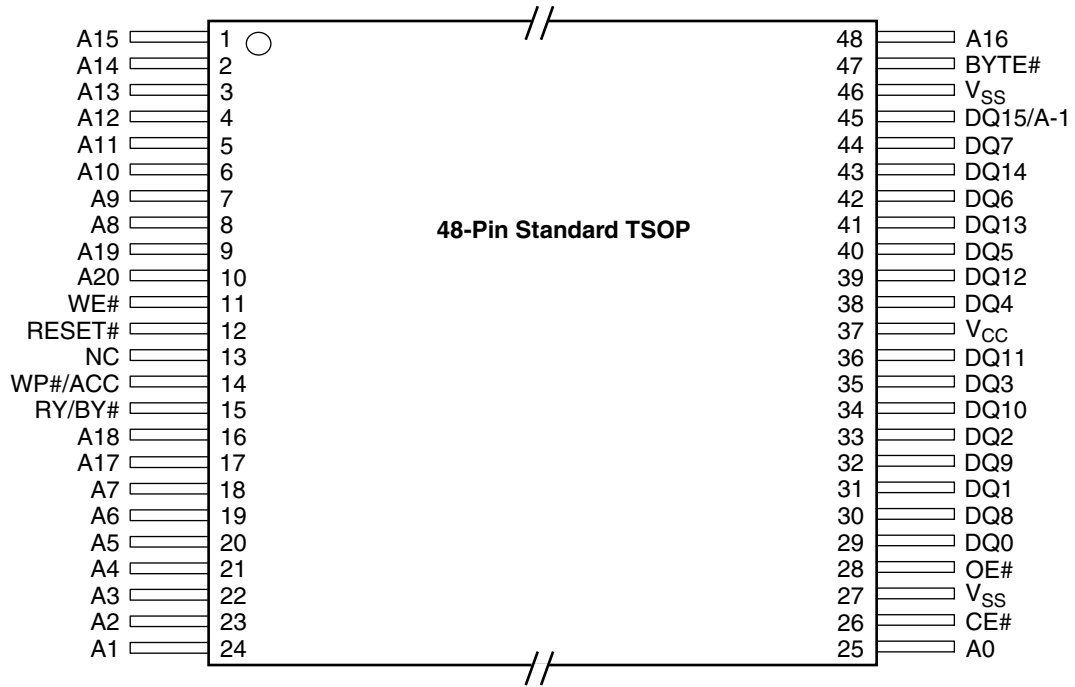 A15 1 48 A16
A14 2 47 BYTE#
A13 3 46 VSS
A12 4 45 DQ15/A-1
A11 5 44 DQ7
A10 6 43 DQ14
A9 7 42 DQ6
A8 8 41 DQ13
48-Pin Standard TSOP
A19 9 40 DQ5
A20 10 39 DQ12
WE# 11 38 DQ4
RESET# 12 37 VCC
NC 13 36 DQ11
WP#/ACC 14 35 DQ3
RY/BY# 15 34 DQ10
A18 16 33 DQ2
A17 17 32 DQ9
A7 18 31 DQ1
A6 19 30 DQ8
A5 20 29 DQ0
A4 21 28 OE#
A3 22 27 VSS
A2 23 26 CE#
A1 24 25 A0